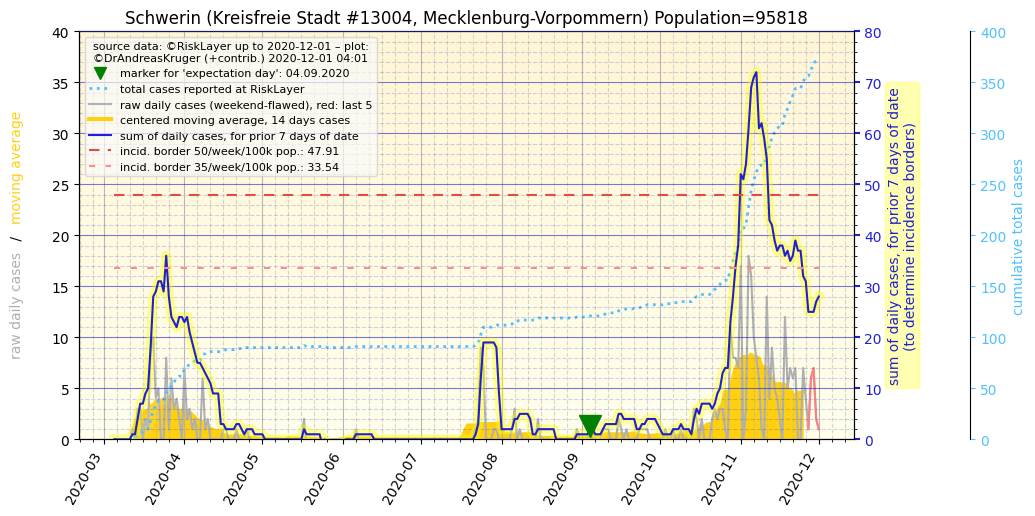 Schwerin (Kreisfreie Stadt #13004, Mecklenburg-Vorpommern) Population=95818
source data: ©RiskLayer up to 2020-12-01 – plot:
©DrAndreasKruger (+contrib.) 2020-12-01 04:01
marker for 'expectation day': 04.09.2020
total cases reported at RiskLayer
raw daily cases (weekend-flawed), red: last 5
centered moving average, 14 days cases
sum of daily cases, for prior 7 days of date
incid. border 50/week/100k pop.: 47.91
incid. border 35/week/100k pop.: 33.54
raw daily cases / moving average
40
35
30
25
20
15
10
5
0
80
70
60
50
40
30
20
10
0
sum of daily cases, for prior 7 days of date
(to determine incidence borders)
400
350
300
250
200
150
100
50
0
cumulative total cases
2020-03
2020-04
2020-05
2020-06
2020-07
2020-08
2020-09
2020-10
2020-11
2020-12